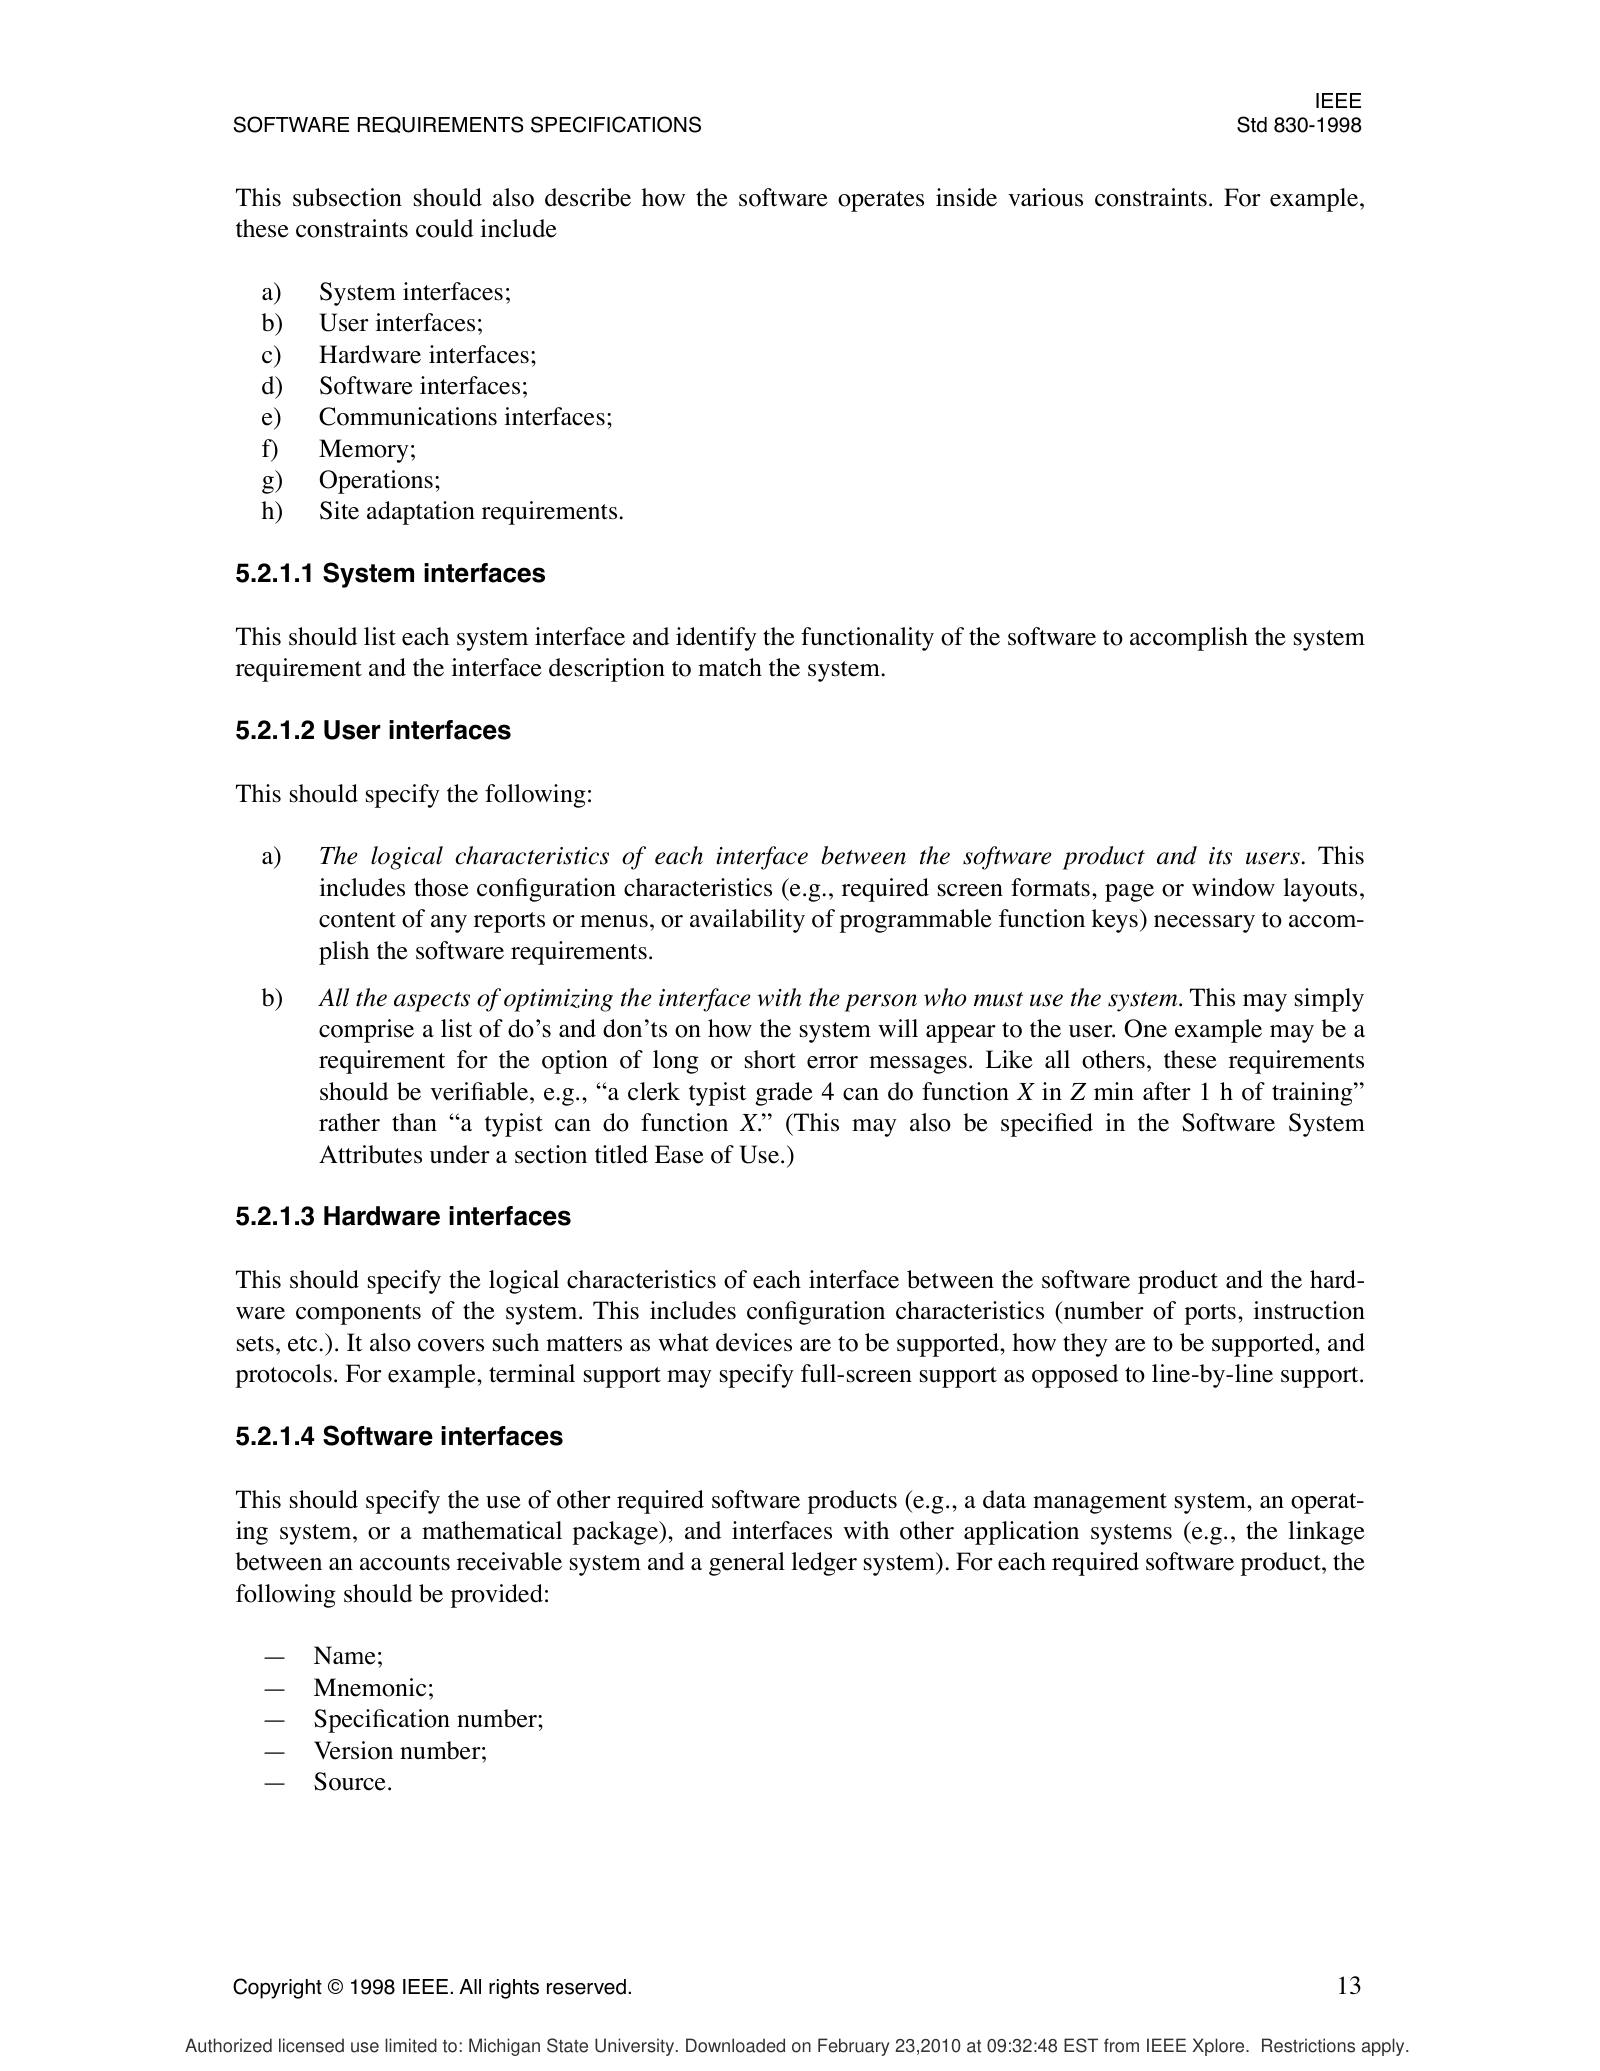 IEEE
SOFTWARE REQUIREMENTS SPECIFICATIONS Std 830-1998
This subsection should also describe how the software operates inside various constraints. For example,
these constraints could include
a) System interfaces;
b) User interfaces;
c) Hardware interfaces;
d) Software interfaces;
e) Communications interfaces;
f) Memory;
g) Operations;
h) Site adaptation requirements.
5.2.1.1 System interfaces
This should list each system interface and identify the functionality of the software to accomplish the system
requirement and the interface description to match the system.
5.2.1.2 User interfaces
This should specify the following:
a) The logical characteristics of each interface between the software product and its users. This
includes those configuration characteristics (e.g., required screen formats, page or window layouts,
content of any reports or menus, or availability of programmable function keys) necessary to accom-
plish the software requirements.
b) All the aspects of optimizing the interface with the person who must use the system. This may simply
comprise a list of do’s and don’ts on how the system will appear to the user. One example may be a
requirement for the option of long or short error messages. Like all others, these requirements
should be verifiable, e.g., “a clerk typist grade 4 can do function X in Z min after 1 h of training”
rather than “a typist can do function X.” (This may also be specified in the Software System
Attributes under a section titled Ease of Use.)
5.2.1.3 Hardware interfaces
This should specify the logical characteristics of each interface between the software product and the hard-
ware components of the system. This includes configuration characteristics (number of ports, instruction
sets, etc.). It also covers such matters as what devices are to be supported, how they are to be supported, and
protocols. For example, terminal support may specify full-screen support as opposed to line-by-line support.
5.2.1.4 Software interfaces
This should specify the use of other required software products (e.g., a data management system, an operat-
ing system, or a mathematical package), and interfaces with other application systems (e.g., the linkage
between an accounts receivable system and a general ledger system). For each required software product, the
following should be provided:
— Name;
— Mnemonic;
— Specification number;
— Version number;
— Source.
Copyright © 1998 IEEE. All rights reserved. 13
Authorized licensed use limited to: Michigan State University. Downloaded on February 23,2010 at 09:32:48 EST from IEEE Xplore. Restrictions apply.